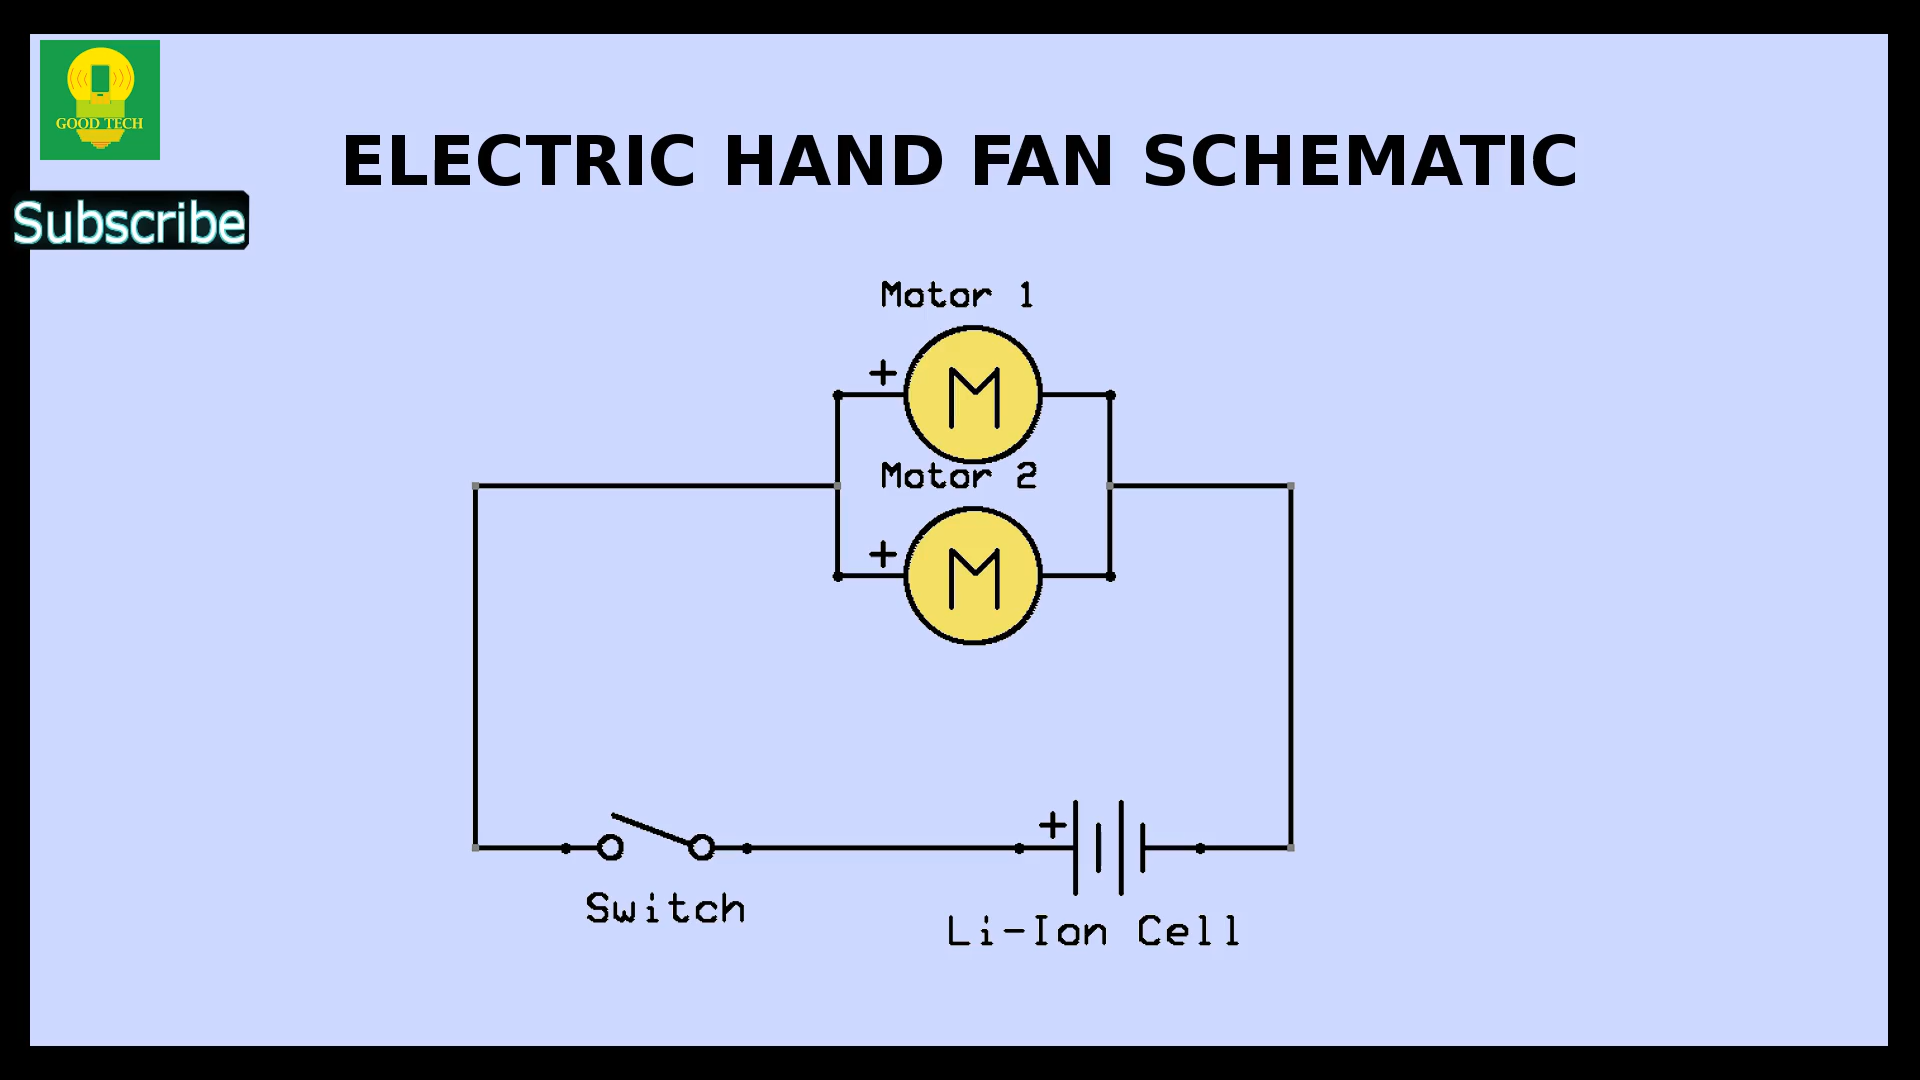 GOOD TECH
ELECTRIC HAND FAN SCHEMATIC
Subscribe
Motor 1
+
M
Motor 2
+
M
+
Switch
Li-Ion Cell